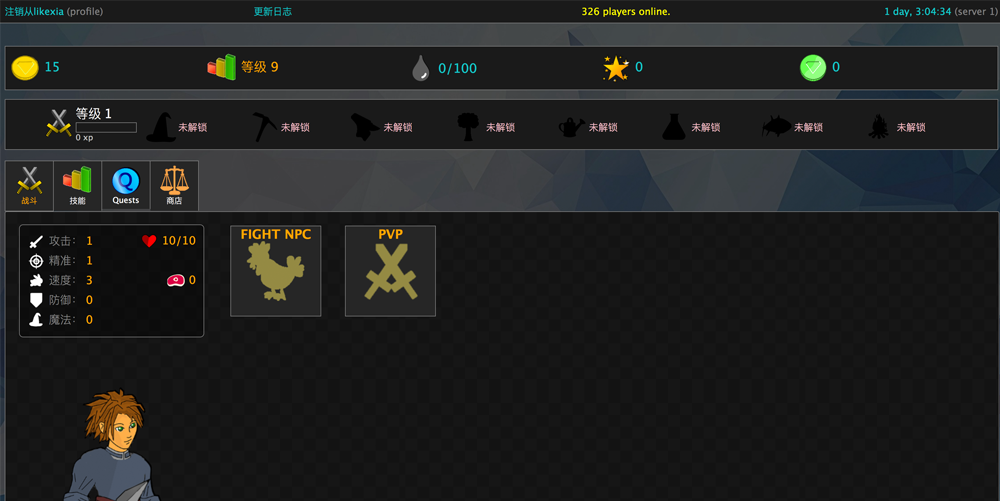 注销从likexia (profile) 更新日志 326 players online. 1 day, 3:04:34 (server 1)
15 等级 9 0/100 0 0
等级 1
0 xp
未解锁 未解锁 未解锁 未解锁 未解锁 未解锁 未解锁 未解锁
战斗 技能 Quests 商店
攻击: 1 10/10
精准: 1
速度: 3 0
防御: 0
魔法: 0
FIGHT NPC
PVP